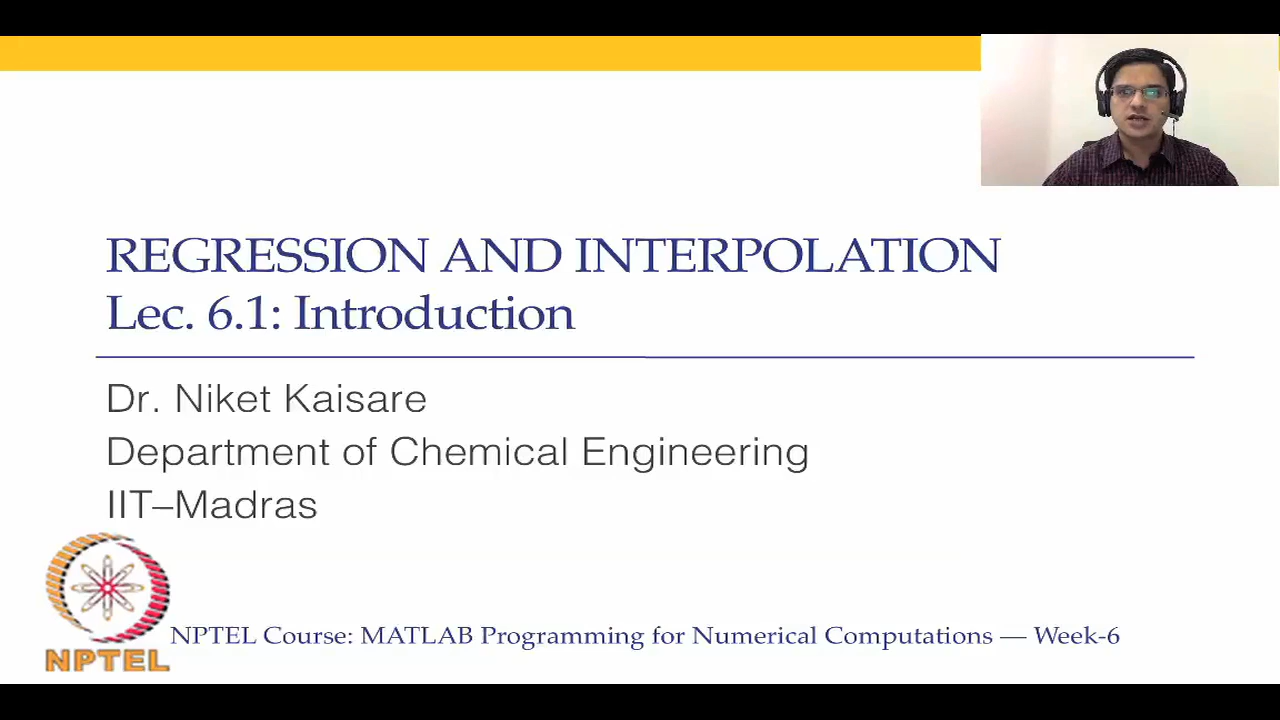 REGRESSION AND INTERPOLATION
Lec. 6.1: Introduction
Dr. Niket Kaisare
Department of Chemical Engineering
IIT–Madras
NPTEL Course: MATLAB Programming for Numerical Computations — Week-6
NPTEL